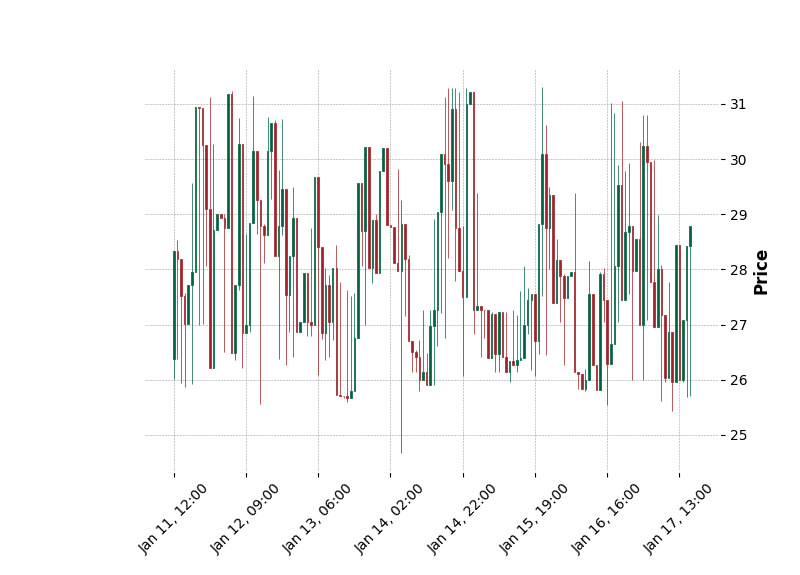 31
30
29
28
27
26
25
Price
Jan 11, 12:00
Jan 12, 09:00
Jan 13, 06:00
Jan 14, 02:00
Jan 14, 22:00
Jan 15, 19:00
Jan 16, 16:00
Jan 17, 13:00